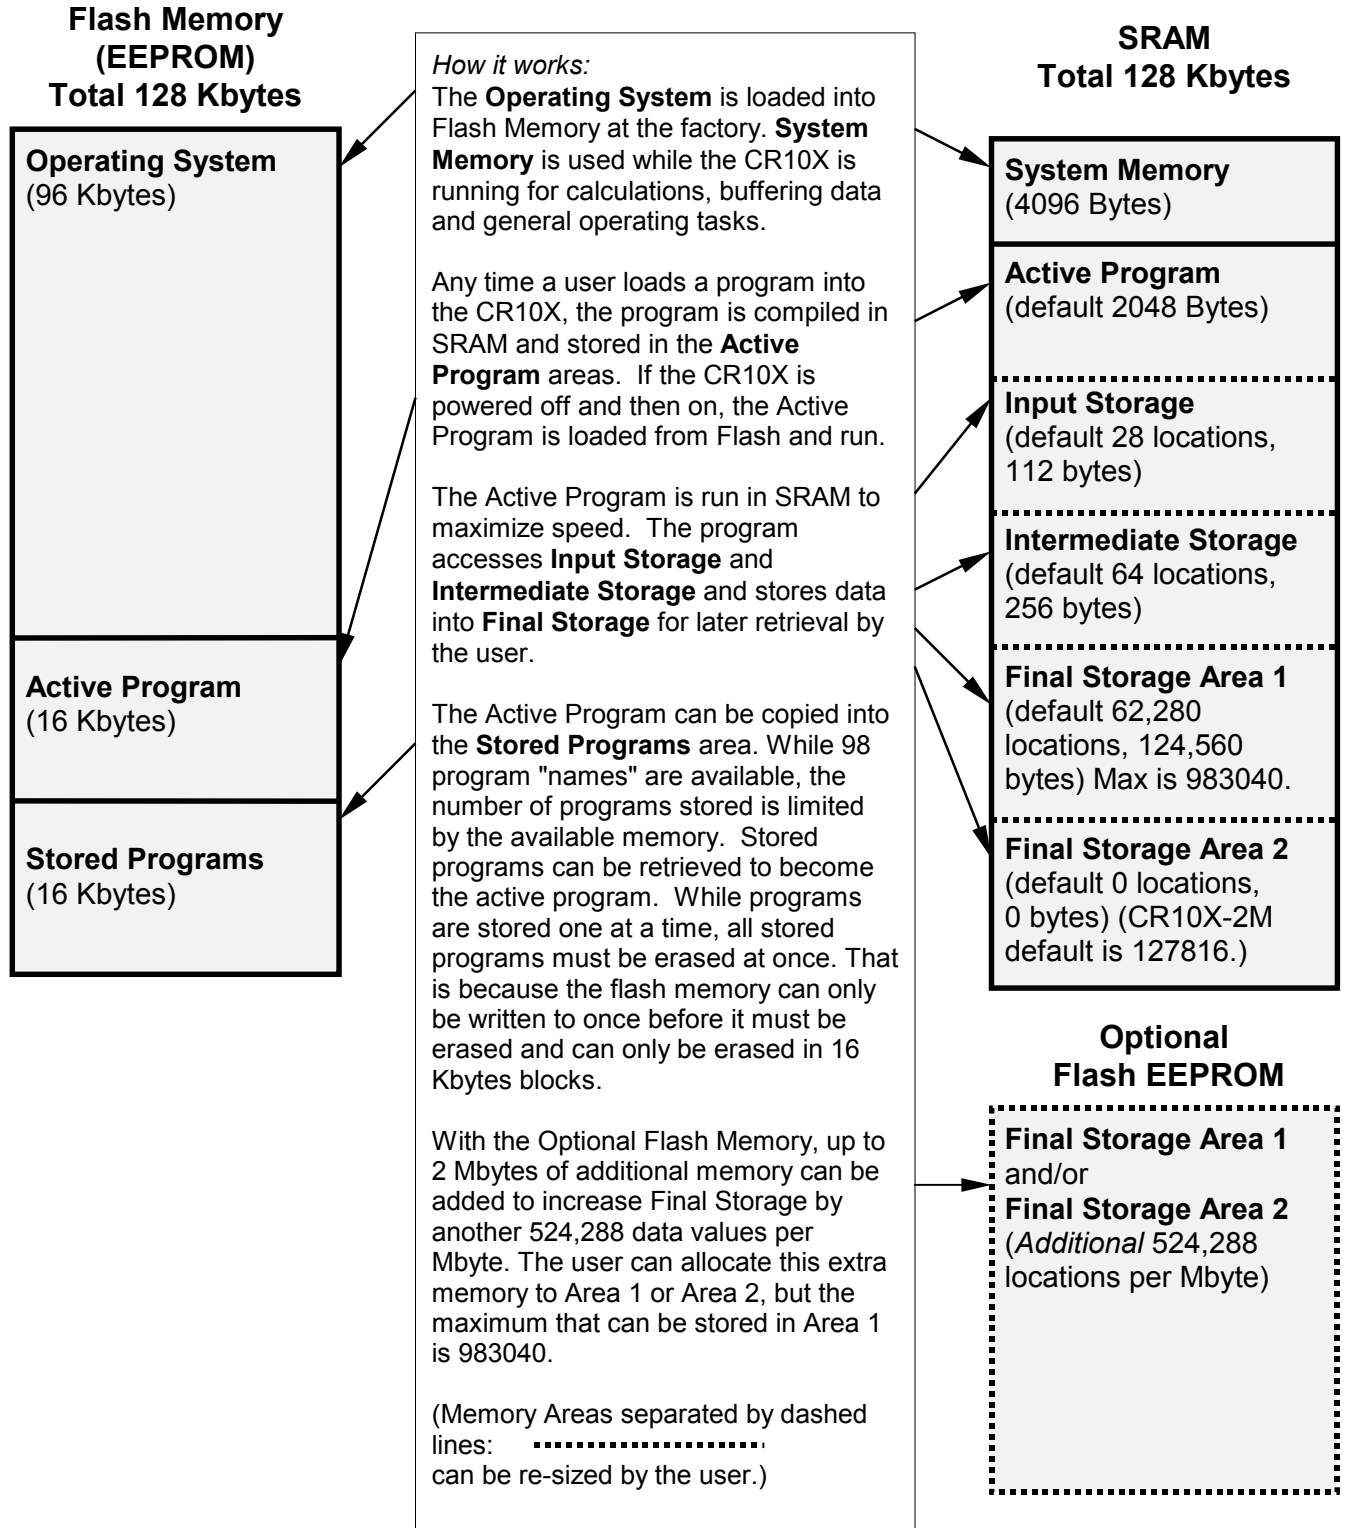 Flash Memory
(EEPROM)
Total 128 Kbytes
Operating System
(96 Kbytes)
Active Program
(16 Kbytes)
Stored Programs
(16 Kbytes)
How it works:
The Operating System is loaded into
Flash Memory at the factory. System
Memory is used while the CR10X is
running for calculations, buffering data
and general operating tasks.
Any time a user loads a program into
the CR10X, the program is compiled in
SRAM and stored in the Active
Program areas. If the CR10X is
powered off and then on, the Active
Program is loaded from Flash and run.
The Active Program is run in SRAM to
maximize speed. The program
accesses Input Storage and
Intermediate Storage and stores data
into Final Storage for later retrieval by
the user.
The Active Program can be copied into
the Stored Programs area. While 98
program "names" are available, the
number of programs stored is limited
by the available memory. Stored
programs can be retrieved to become
the active program. While programs
are stored one at a time, all stored
programs must be erased at once. That
is because the flash memory can only
be written to once before it must be
erased and can only be erased in 16
Kbytes blocks.
With the Optional Flash Memory, up to
2 Mbytes of additional memory can be
added to increase Final Storage by
another 524,288 data values per
Mbyte. The user can allocate this extra
memory to Area 1 or Area 2, but the
maximum that can be stored in Area 1
is 983040.
(Memory Areas separated by dashed
lines:
can be re-sized by the user.)
SRAM
Total 128 Kbytes
System Memory
(4096 Bytes)
Active Program
(default 2048 Bytes)
Input Storage
(default 28 locations,
112 bytes)
Intermediate Storage
(default 64 locations,
256 bytes)
Final Storage Area 1
(default 62,280
locations, 124,560
bytes) Max is 983040.
Final Storage Area 2
(default 0 locations,
0 bytes) (CR10X-2M
default is 127816.)
Optional
Flash EEPROM
Final Storage Area 1
and/or
Final Storage Area 2
(Additional 524,288
locations per Mbyte)